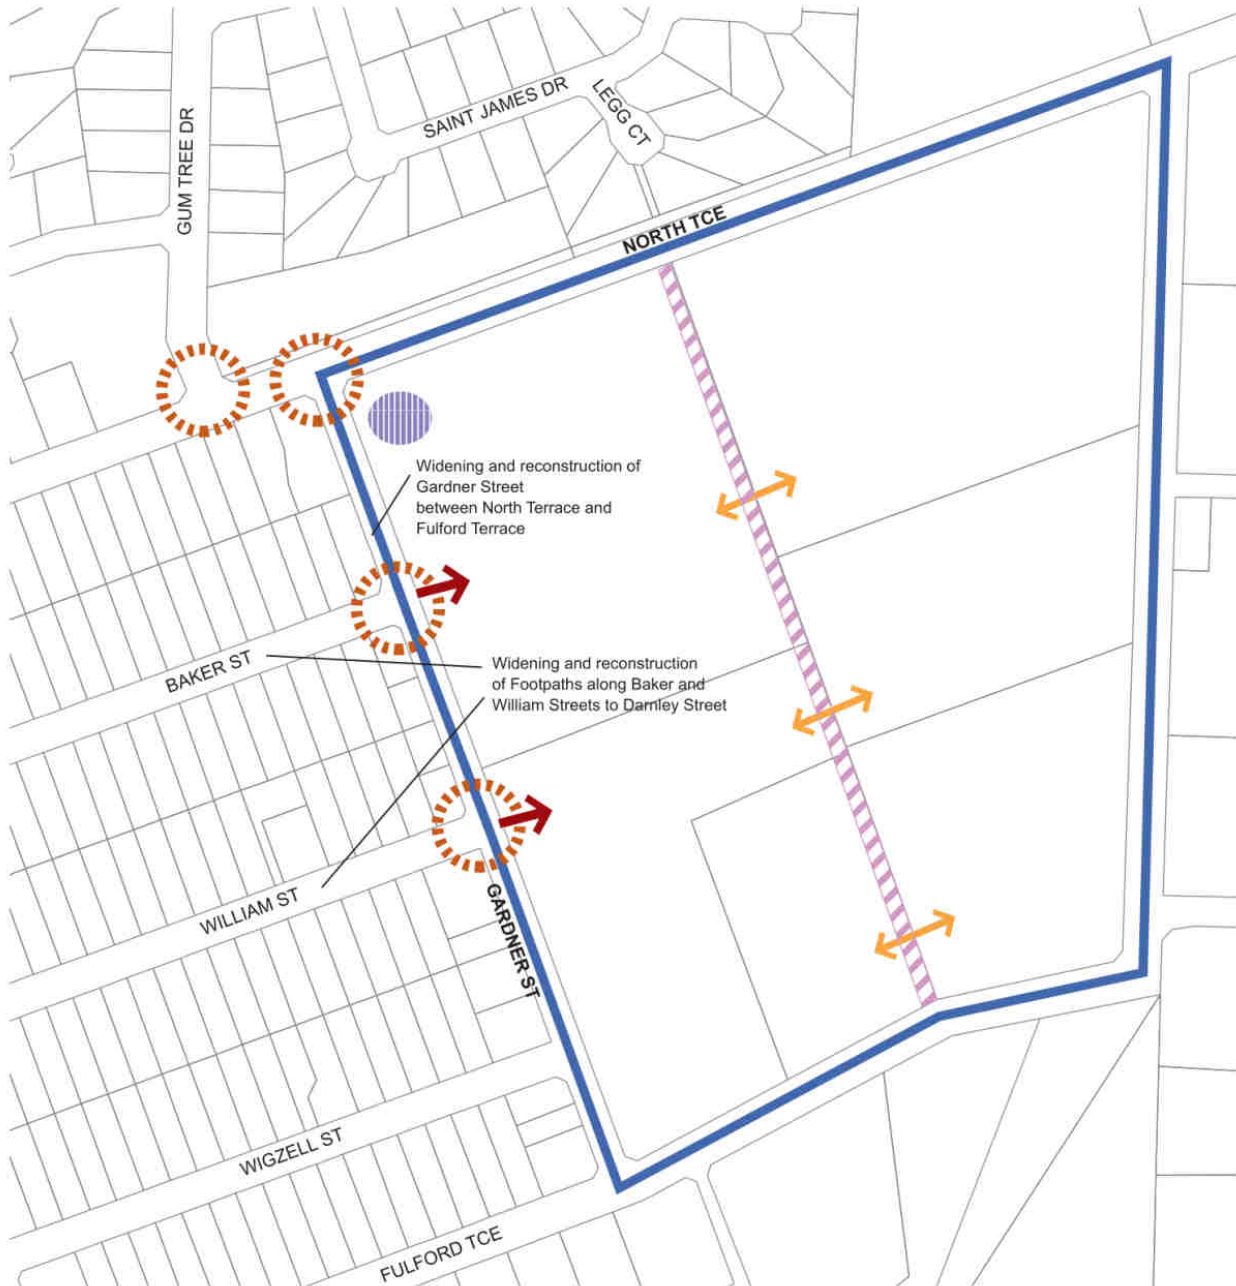 SAINT JAMES DR
LEGG CT
GUM TREE DR
NORTH TCE
Widening and reconstruction of
Gardner Street
between North Terrace and
Fulford Terrace
BAKER ST
Widening and reconstruction
of Footpaths along Baker and
William Streets to Darnley Street
WILLIAM ST
GARDNER ST
WIGZELL ST
FULFORD TCE